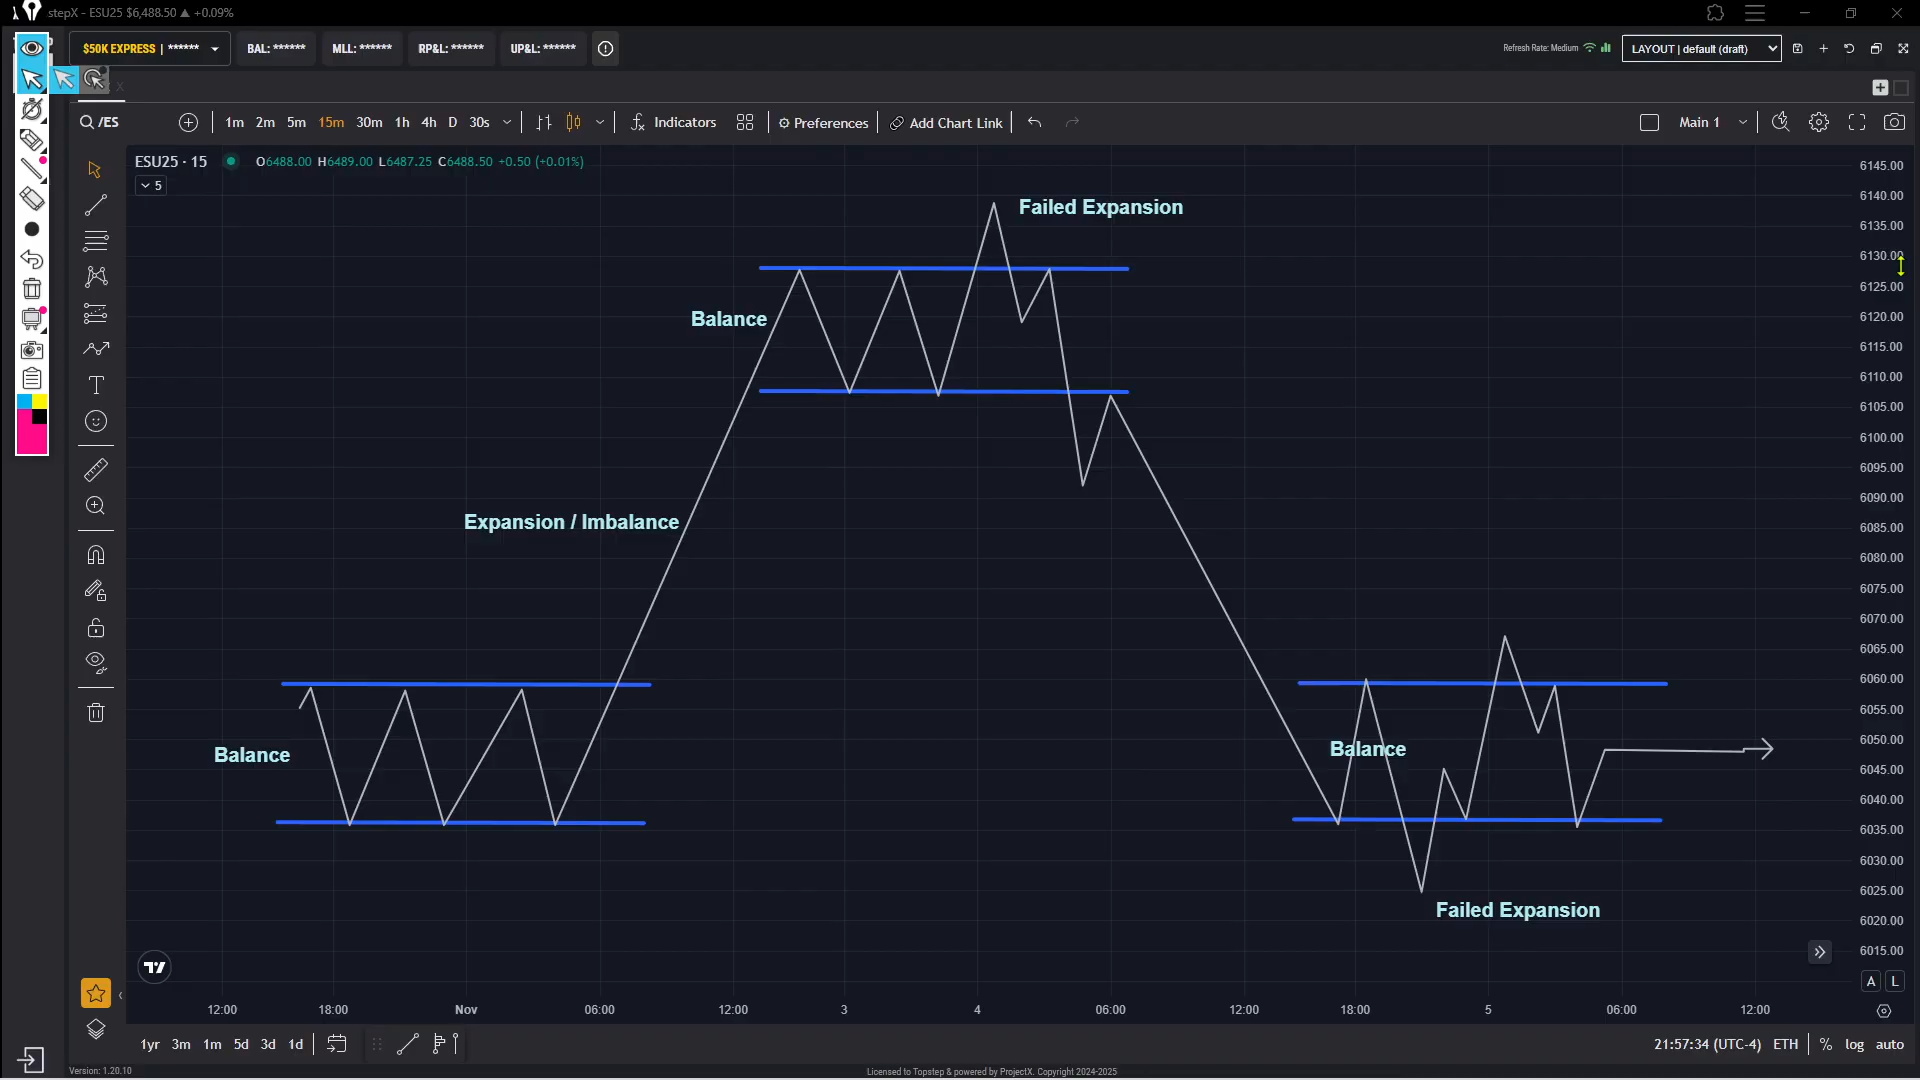 stepX - ESU25 $6,488.50 ▲ +0.09%
$50K EXPRESS | ******
BAL: ******
MLL: ******
RP&L: ******
UP&L: ******
Refresh Rate: Medium
LAYOUT | default (draft)
X
/ES
1m 2m 5m 15m 30m 1h 4h D 30s
Indicators
Preferences
Add Chart Link
Main 1
ESU25 · 15
O6488.00 H6489.00 L6487.25 C6488.50 +0.50 (+0.01%)
5
6145.00
6140.00
Failed Expansion
6135.00
6130.00
6125.00
Balance
6120.00
6115.00
6110.00
6105.00
6100.00
6095.00
6090.00
Expansion / Imbalance
6085.00
6080.00
6075.00
6070.00
6065.00
6060.00
6055.00
Balance
Balance
6050.00
6045.00
6040.00
6035.00
6030.00
6025.00
Failed Expansion
6020.00
6015.00
A L
12:00 18:00 Nov 06:00 12:00 3 4 06:00 12:00 18:00 5 06:00 12:00
1yr 3m 1m 5d 3d 1d
21:57:34 (UTC-4) ETH % log auto
Version: 1.20.10
Licensed to Topstep & powered by ProjectX. Copyright 2024-2025